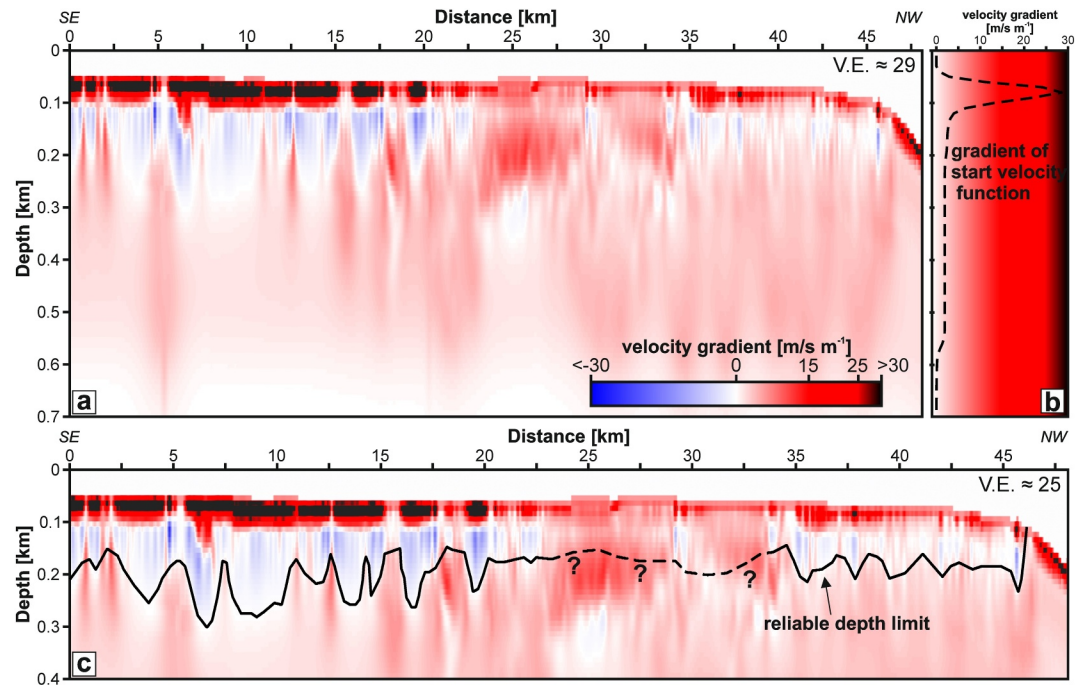 SE Distance [km] NW
0 5 10 15 20 25 30 35 40 45
velocity gradient
[m/s m-1]
0 10 20 30
V.E. ≈ 29
0
0.1
0.2
0.3
0.4
0.5
0.6
0.7
Depth [km]
gradient of
start velocity
function
velocity gradient [m/s m-1]
<-30 0 15 25 >30
a
b
SE Distance [km] NW
0 5 10 15 20 25 30 35 40 45
V.E. ≈ 25
0
0.1
0.2
0.3
0.4
Depth [km]
? ? ?
reliable depth limit
c